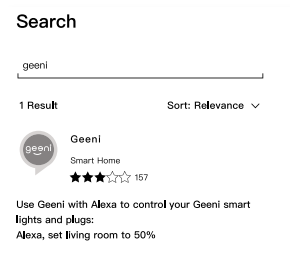 Search
geeni
1 Result Sort: Relevance
geeni
Geeni
Smart Home
157
Use Geeni with Alexa to control your Geeni smart
lights and plugs:
Alexa, set living room to 50%